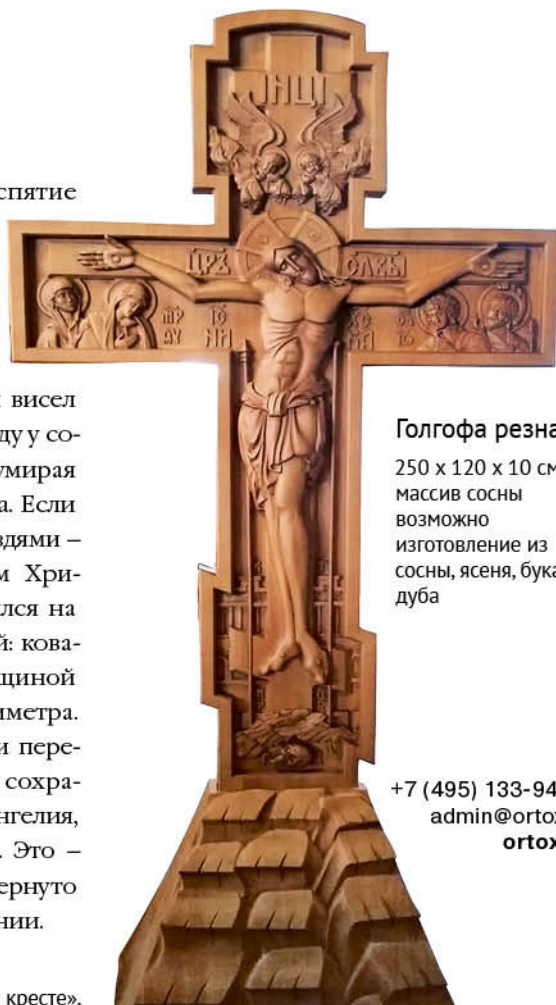 ІНЦІ
ЦРЬ СЛВЫ
спятие
висел
ду у со-
умирая
а. Если
здями –
м Хри-
лся на
й: кова-
щиной
иметра.
и пере-
сохра-
нгелия,
. Это –
ернуто
нии.
кресте»,
Голгофа резна
250 х 120 х 10 см
массив сосны
возможно
изготовление из
сосны, ясеня, бука
дуба
+7 (495) 133-94
admin@ortox
ortox